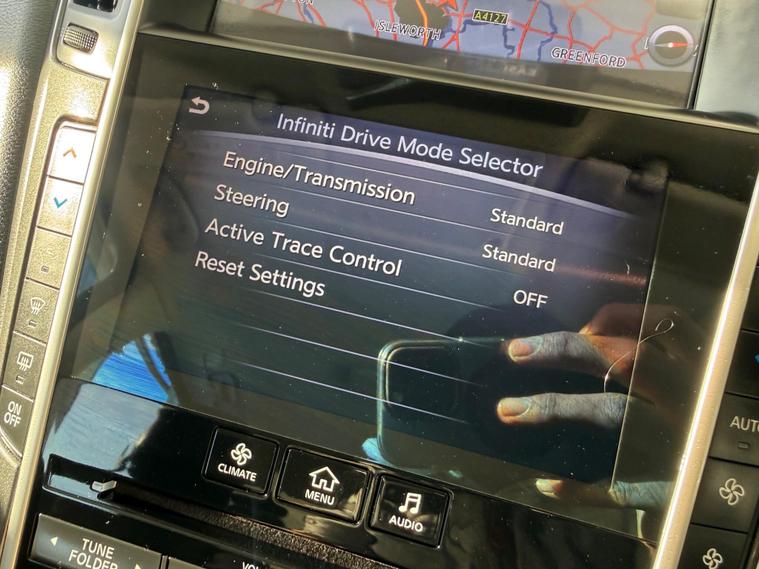 ISLEWORTH
A4127
GREENFORD
Infiniti Drive Mode Selector
Engine/Transmission Standard
Steering Standard
Active Trace Control OFF
Reset Settings
ON
OFF
CLIMATE
MENU
AUDIO
TUNE
FOLDER